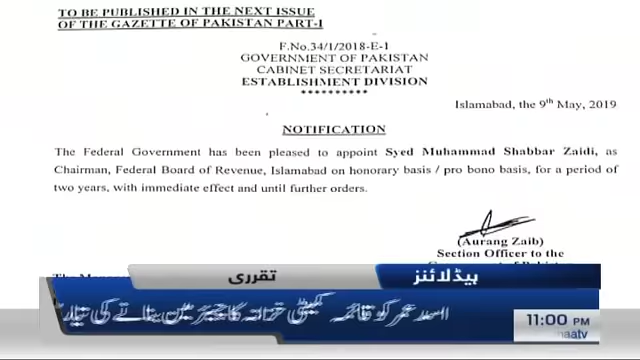 TO BE PUBLISHED IN THE NEXT ISSUE
OF THE GAZETTE OF PAKISTAN PART-1
F.No.34/1/2018-E-1
GOVERNMENT OF PAKISTAN
CABINET SECRETARIAT
ESTABLISHMENT DIVISION
**********
Islamabad, the 9th May, 2019
NOTIFICATION
The Federal Government has been pleased to appoint Syed Muhammad Shabbar Zaidi, as
Chairman, Federal Board of Revenue, Islamabad on honorary basis / pro bono basis, for a period of
two years, with immediate effect and until further orders.
(Aurang Zaib)
Section Officer to the
ہیڈلائنز
تقرری
اسد عمر کو قائمہ کمیٹی خزانہ کا چیئرمین بنانے کی
11:00 PM